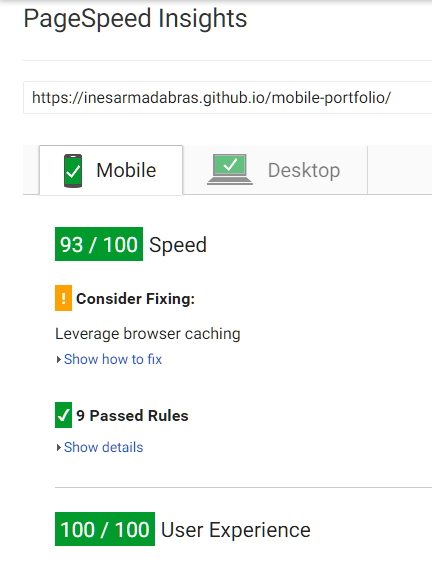 PageSpeed Insights
https://inesarmadabras.github.io/mobile-portfolio/
Mobile
Desktop
93 / 100 Speed
! Consider Fixing:
Leverage browser caching
Show how to fix
9 Passed Rules
Show details
100 / 100 User Experience